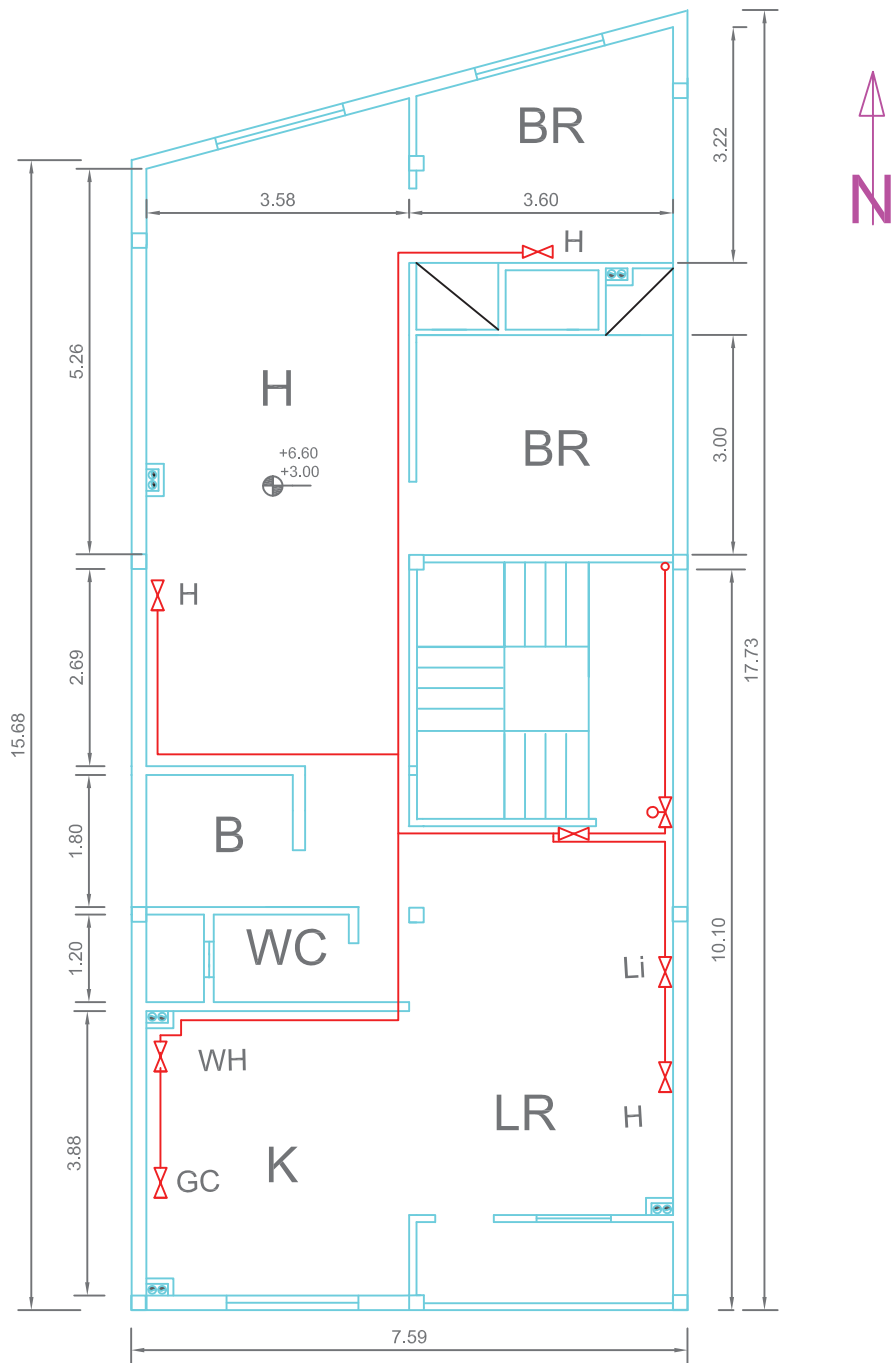 BR
3.22
N
3.58
3.60
H
5.26
H
BR
3.00
+6.60
+3.00
H
17.73
2.69
15.68
B
1.80
10.10
WC
1.20
Li
WH
LR
H
K
GC
3.88
7.59